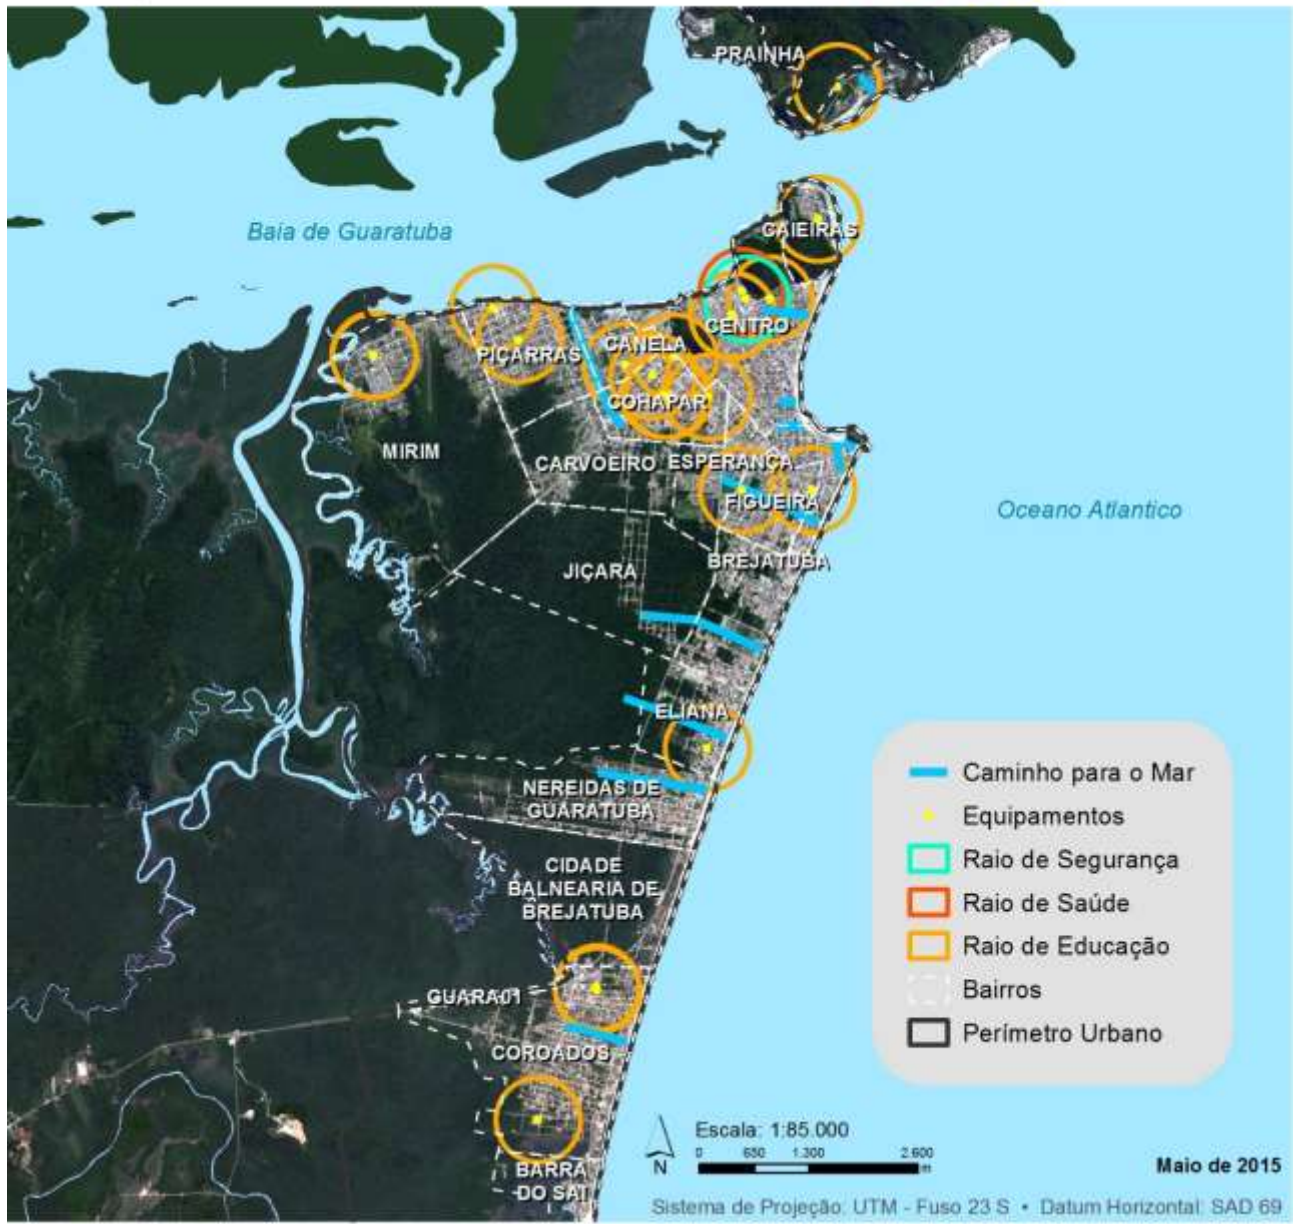 PRAINHA
CAIEIRAS
Baia de Guaratuba
CENTRO
CANELA
PIÇARRAS
COHAPAR
MIRIM
CARVOEIRO
ESPERANÇA
FIGUEIRA
Oceano Atlantico
BREJATUBA
JIÇARA
ELIANA
NEREIDAS DE
GUARATUBA
CIDADE
BALNEARIA DE
BREJATUBA
GUARA01
COROADOS
BARRA
DO SAI
Caminho para o Mar
Equipamentos
Raio de Segurança
Raio de Saúde
Raio de Educação
Bairros
Perímetro Urbano
Escala: 1:85.000
0 650 1.300 2.600
m
N
Maio de 2015
Sistema de Projeção: UTM - Fuso 23 S • Datum Horizontal: SAD 69